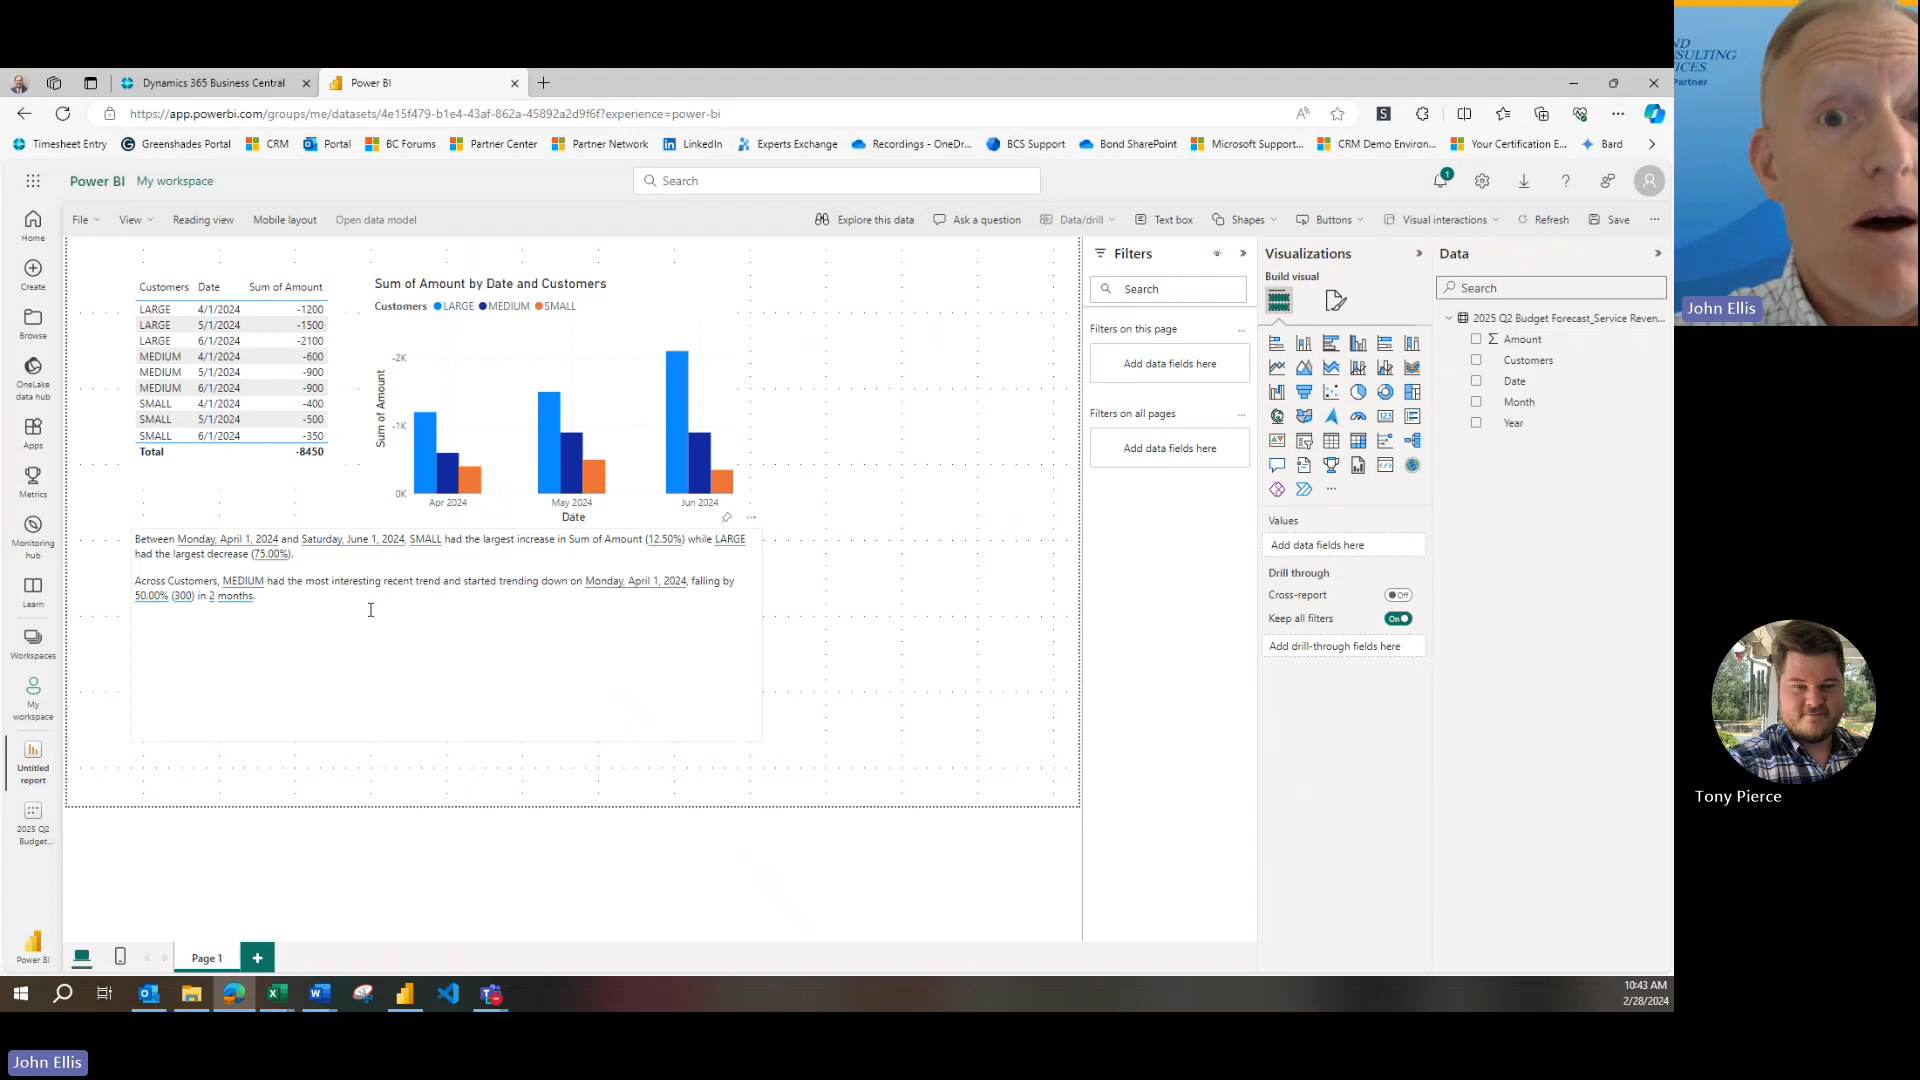 Dynamics 365 Business Central
Power BI
https://app.powerbi.com/groups/me/datasets/4e15f479-b1e4-43af-862a-45892a2d9f6f?experience=power-bi
Timesheet Entry
Greenshades Portal
CRM
Portal
BC Forums
Partner Center
Partner Network
LinkedIn
Experts Exchange
Recordings - OneDr...
BCS Support
Bond SharePoint
Microsoft Support...
CRM Demo Environ...
Your Certification E...
Bard
Power BI My workspace
Search
1
File
View
Reading view
Mobile layout
Open data model
Explore this data
Ask a question
Data/drill
Text box
Shapes
Buttons
Visual interactions
Refresh
Save
Home
Create
Browse
OneLake
data hub
Apps
Metrics
Monitoring
hub
Learn
Workspaces
My
workspace
Untitled
report
2025 Q2
Budget...
Power BI
Customers Date Sum of Amount
LARGE 4/1/2024 -1200
LARGE 5/1/2024 -1500
LARGE 6/1/2024 -2100
MEDIUM 4/1/2024 -600
MEDIUM 5/1/2024 -900
MEDIUM 6/1/2024 -900
SMALL 4/1/2024 -400
SMALL 5/1/2024 -500
SMALL 6/1/2024 -350
Total -8450
Sum of Amount by Date and Customers
Customers LARGE MEDIUM SMALL
Sum of Amount
-2K
-1K
0K
Apr 2024 May 2024 Jun 2024
Date
Between Monday, April 1, 2024 and Saturday, June 1, 2024, SMALL had the largest increase in Sum of Amount (12.50%) while LARGE
had the largest decrease (75.00%).
Across Customers, MEDIUM had the most interesting recent trend and started trending down on Monday, April 1, 2024, falling by
50.00% (300) in 2 months.
Page 1
Filters
Search
Filters on this page
Add data fields here
Filters on all pages
Add data fields here
Visualizations
Build visual
123
Values
Add data fields here
Drill through
Cross-report
Off
Keep all filters
On
Add drill-through fields here
Data
Search
2025 Q2 Budget Forecast_Service Reven...
Amount
Customers
Date
Month
Year
10:43 AM
2/28/2024
ND
NSULTING
VICES
Partner
John Ellis
Tony Pierce
John Ellis